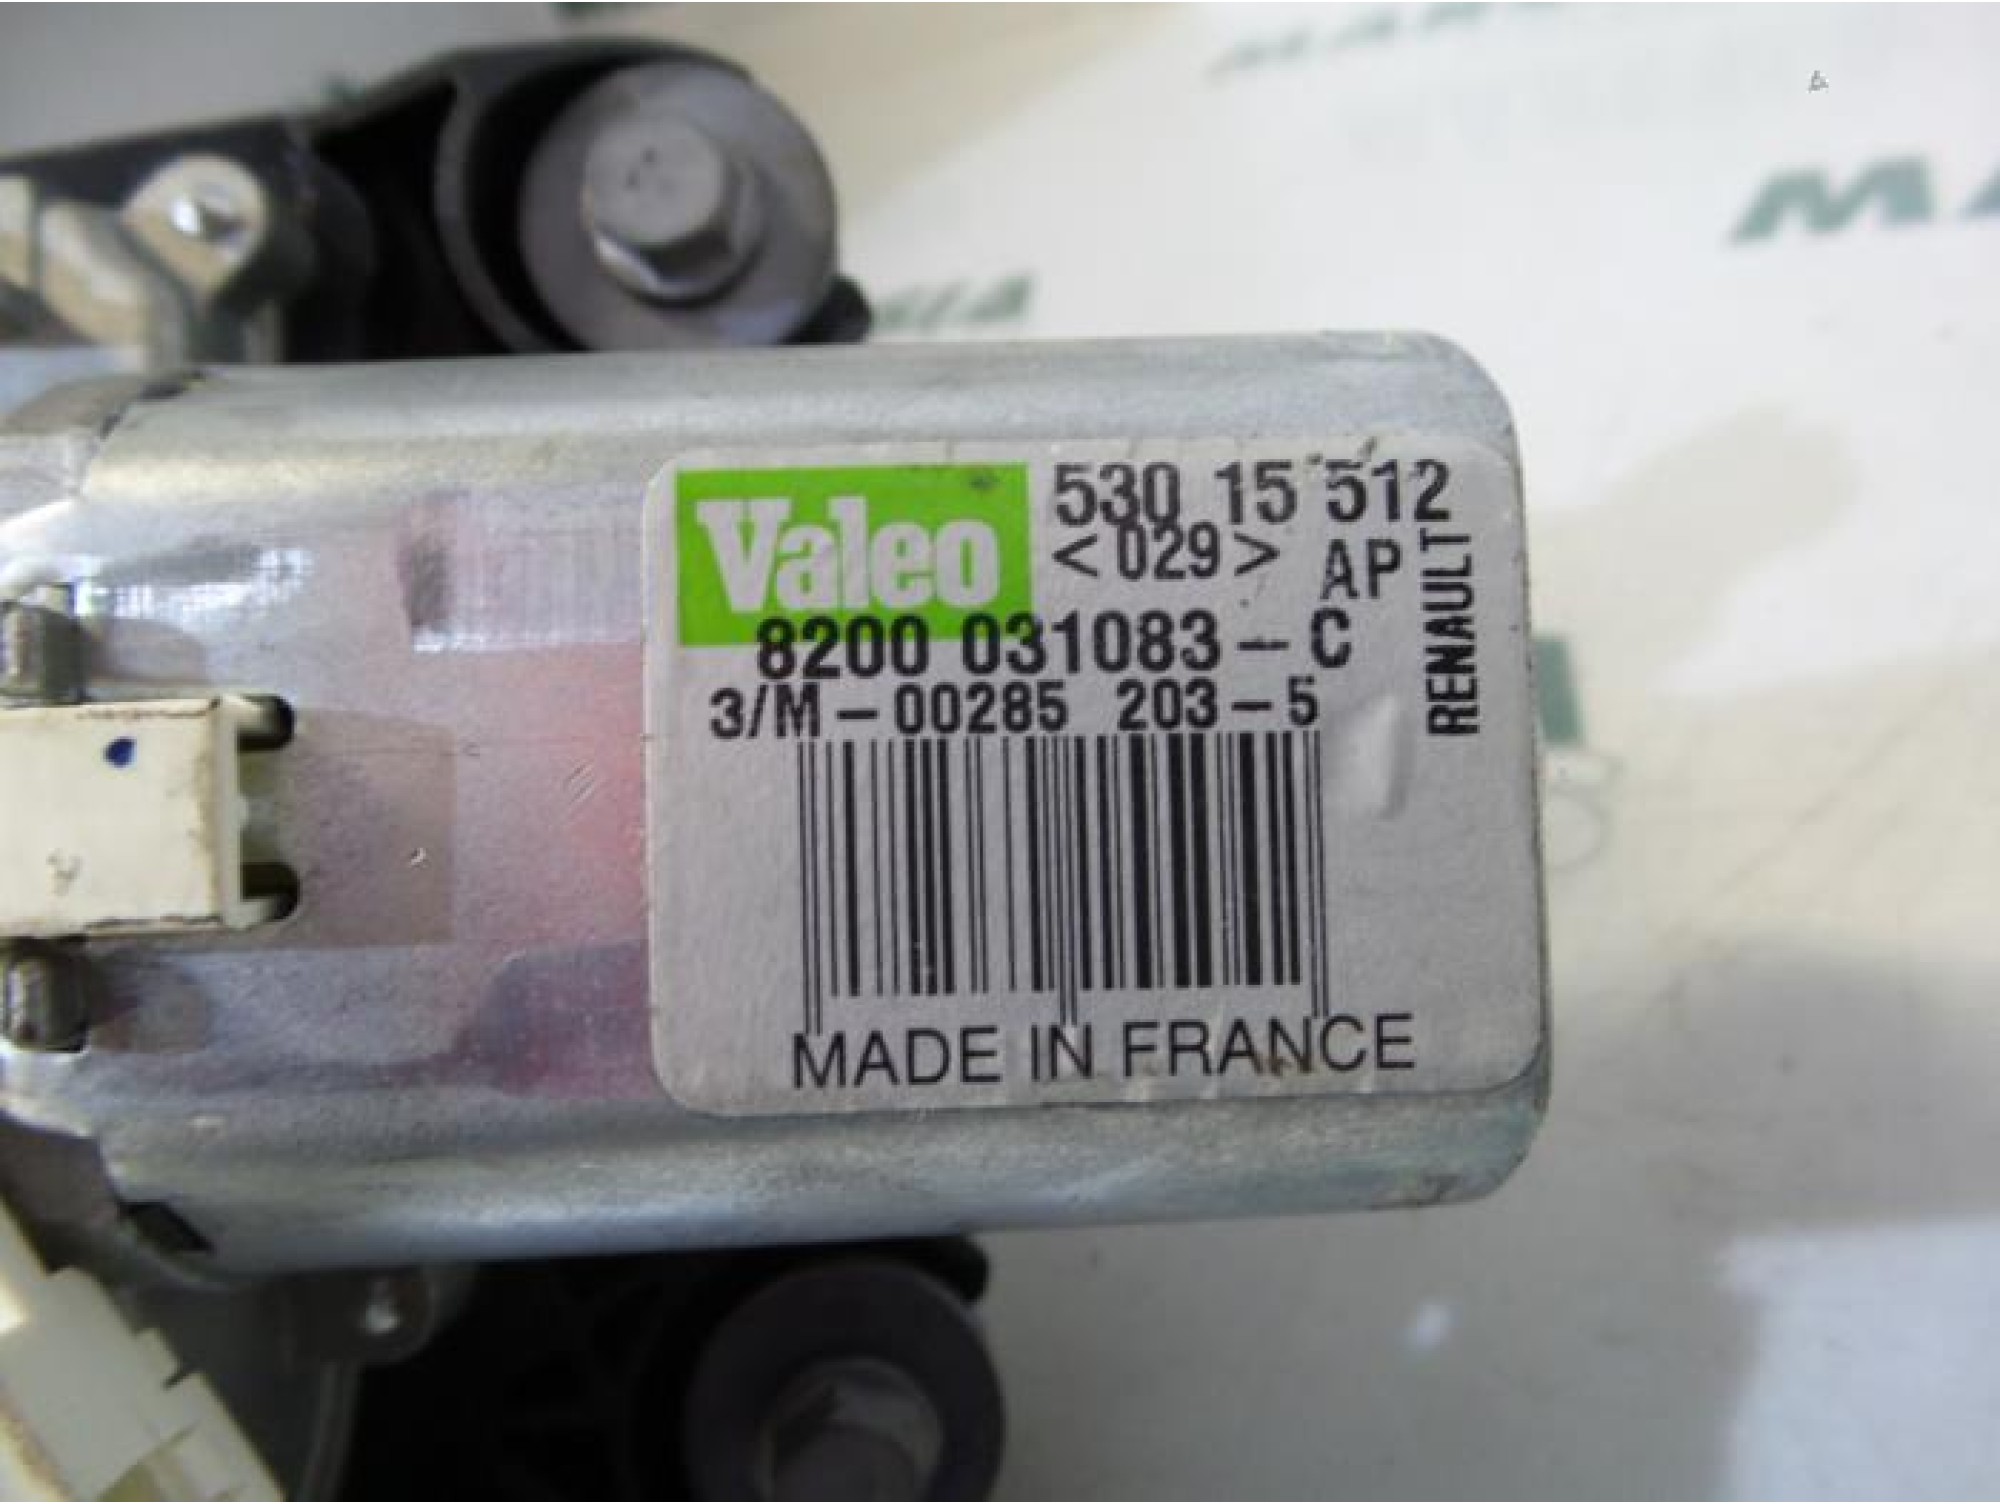 Valeo
530 15 512
<029> AP
RENAULT
8200 031083-C
3/M-00285 203-5
MADE IN FRANCE